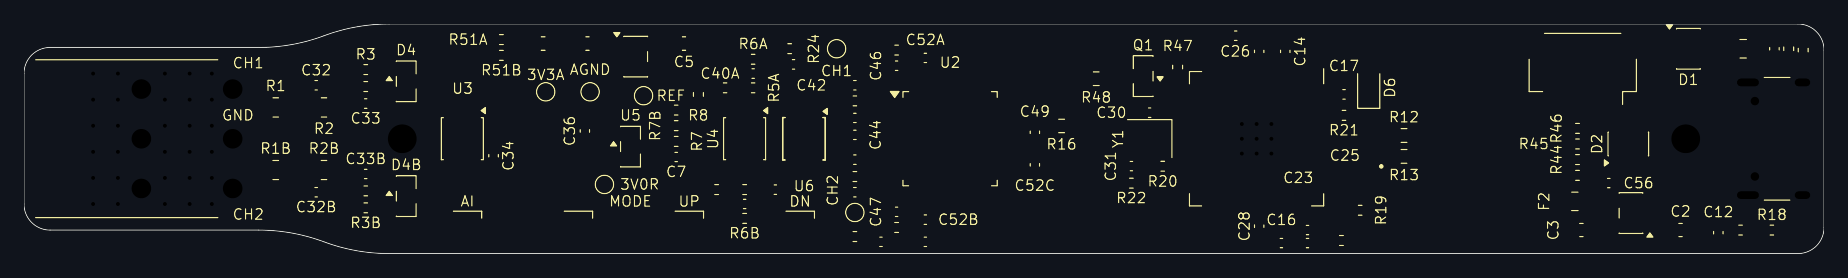 R51A
C52A
Q1
R47
D4
R6A
R24
C26
C14
R3
CH1
C32
R51B
3V3A
AGND
C5
C40A
CH1
C46
U2
C17
D1
R1
U3
REF
R5A
C42
R48
D6
GND
C33
U5
R8
C49
C30
R12
R2
C36
R7B
R7
U4
C44
R16
Y1
R21
R45
R46
R1B
R2B
C33B
C34
C25
R44
D2
D4B
C7
C31
R20
C23
R13
3V0R
U6
CH2
C52C
C56
C32B
AI
MODE
UP
DN
R22
F2
CH2
R3B
R6B
C47
C52B
C28
C16
R19
C3
C2
C12
R18